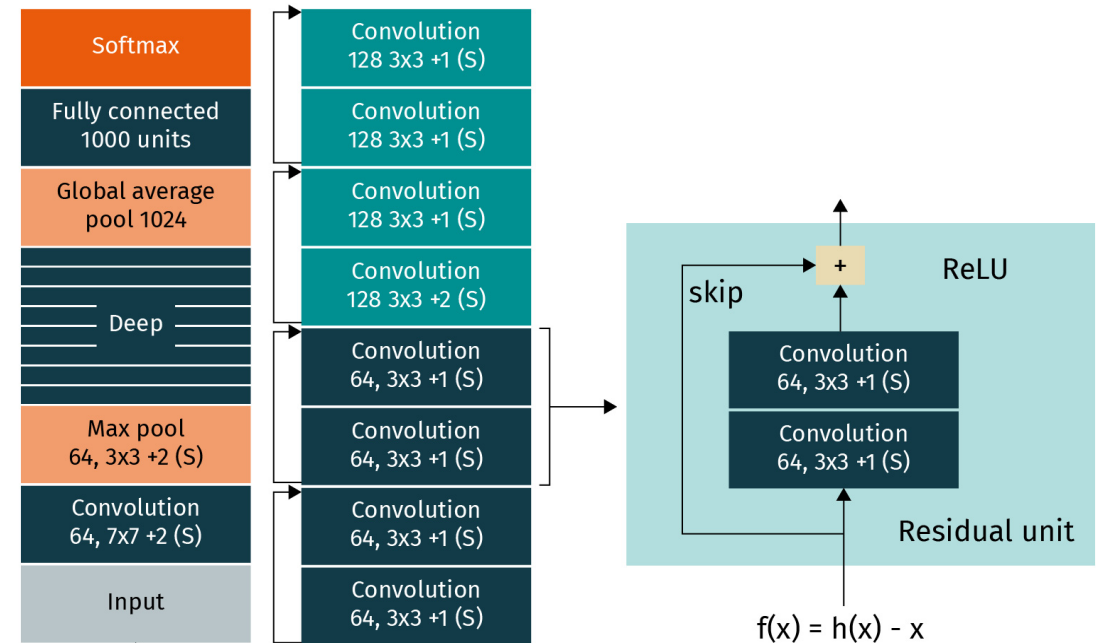 Softmax
Fully connected
1000 units
Global average
pool 1024
Deep
Max pool
64, 3x3 +2 (S)
Convolution
64, 7x7 +2 (S)
Input
Convolution
128 3x3 +1 (S)
Convolution
128 3x3 +1 (S)
Convolution
128 3x3 +1 (S)
Convolution
128 3x3 +2 (S)
Convolution
64, 3x3 +1 (S)
Convolution
64, 3x3 +1 (S)
Convolution
64, 3x3 +1 (S)
Convolution
64, 3x3 +1 (S)
+
ReLU
skip
Convolution
64, 3x3 +1 (S)
Convolution
64, 3x3 +1 (S)
Residual unit
f(x) = h(x) - x